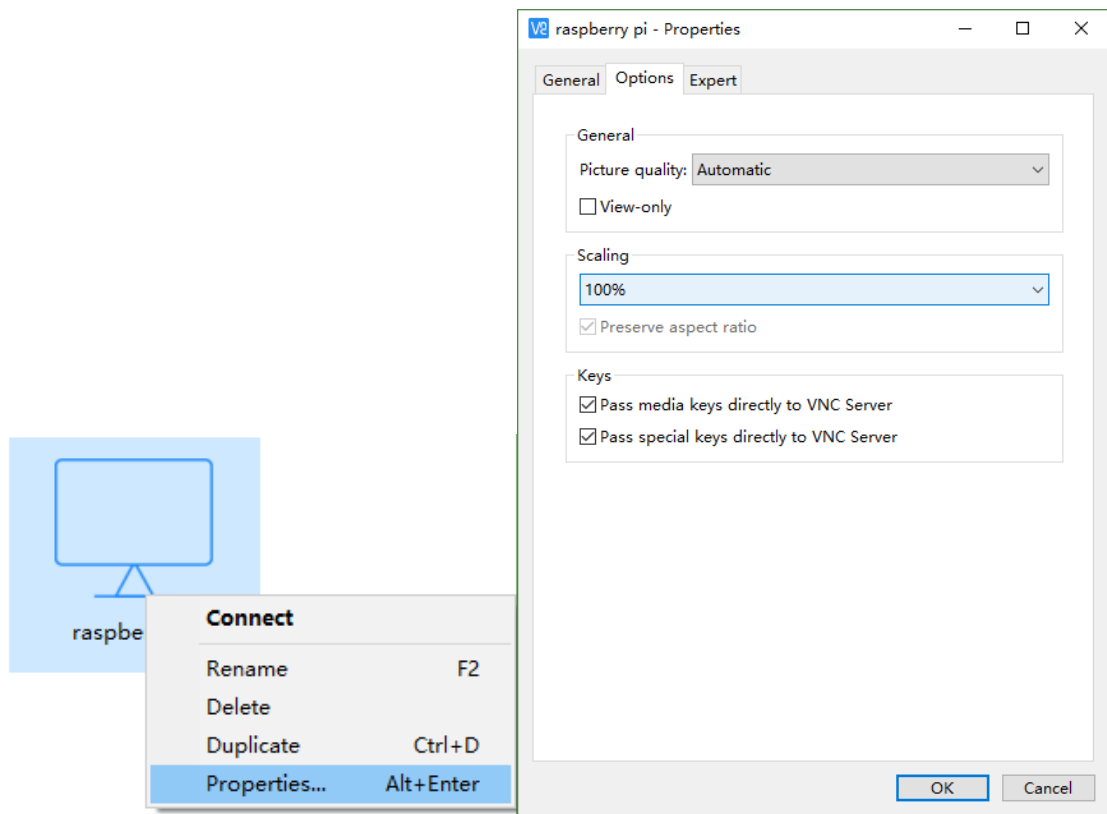 raspbe
Connect
Rename F2
Delete
Duplicate Ctrl+D
Properties... Alt+Enter
V2 raspberry pi - Properties
General Options Expert
General
Picture quality: Automatic
View-only
Scaling
100%
Preserve aspect ratio
Keys
Pass media keys directly to VNC Server
Pass special keys directly to VNC Server
OK Cancel